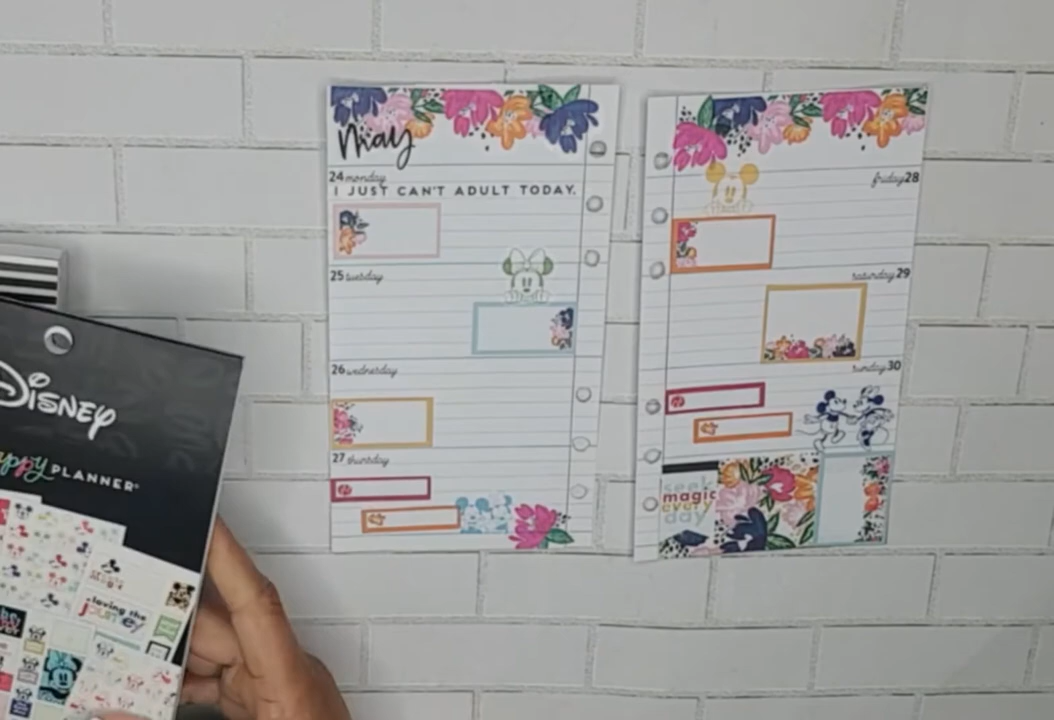 May
24 monday
I JUST CAN'T ADULT TODAY.
25 tuesday
26 wednesday
27 thursday
friday 28
saturday 29
sunday 30
seek
magic
every
day
Disney
PLANNER
loving the
journey